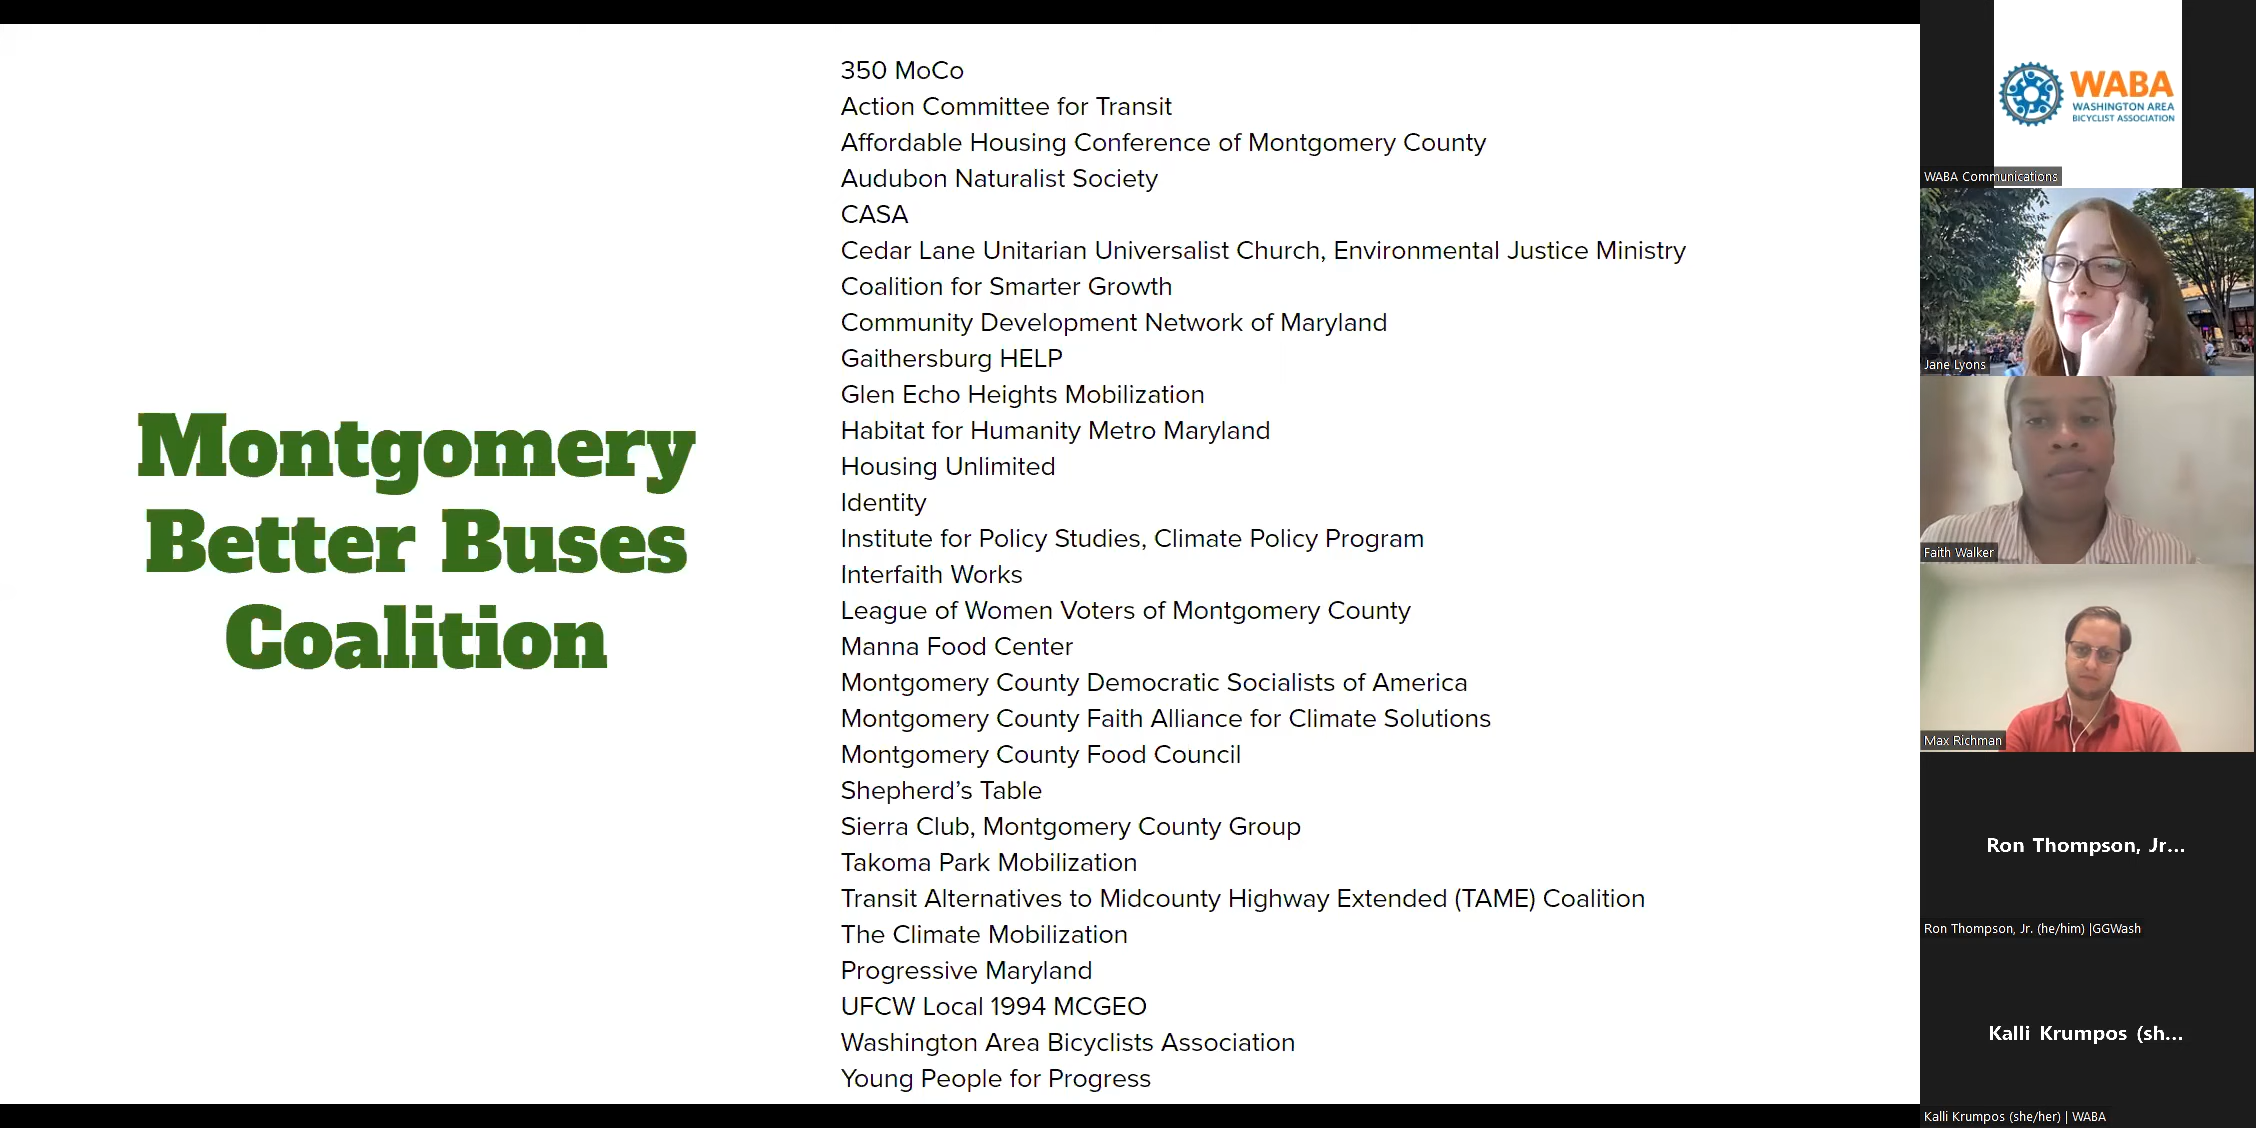 Montgomery
Better Buses
Coalition
350 MoCo
Action Committee for Transit
Affordable Housing Conference of Montgomery County
Audubon Naturalist Society
CASA
Cedar Lane Unitarian Universalist Church, Environmental Justice Ministry
Coalition for Smarter Growth
Community Development Network of Maryland
Gaithersburg HELP
Glen Echo Heights Mobilization
Habitat for Humanity Metro Maryland
Housing Unlimited
Identity
Institute for Policy Studies, Climate Policy Program
Interfaith Works
League of Women Voters of Montgomery County
Manna Food Center
Montgomery County Democratic Socialists of America
Montgomery County Faith Alliance for Climate Solutions
Montgomery County Food Council
Shepherd’s Table
Sierra Club, Montgomery County Group
Takoma Park Mobilization
Transit Alternatives to Midcounty Highway Extended (TAME) Coalition
The Climate Mobilization
Progressive Maryland
UFCW Local 1994 MCGEO
Washington Area Bicyclists Association
Young People for Progress
WABA
WASHINGTON AREA
BICYCLIST ASSOCIATION
WABA Communications
Jane Lyons
Faith Walker
Max Richman
Ron Thompson, Jr...
Ron Thompson, Jr. (he/him) |GGWash
Kalli Krumpos (sh...
Kalli Krumpos (she/her) | WABA